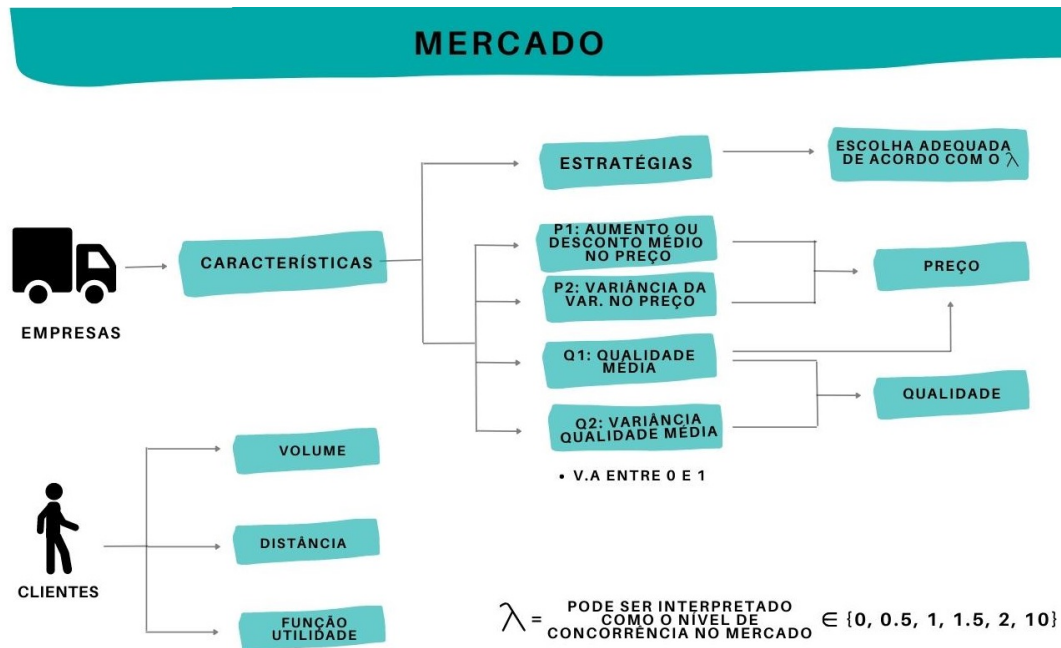 MERCADO
ESTRATÉGIAS
ESCOLHA ADEQUADA
DE ACORDO COM O λ
EMPRESAS
CARACTERÍSTICAS
P1: AUMENTO OU
DESCONTO MÉDIO
NO PREÇO
P2: VARIÂNCIA DA
VAR. NO PREÇO
PREÇO
Q1: QUALIDADE
MÉDIA
Q2: VARIÂNCIA
QUALIDADE MÉDIA
QUALIDADE
• V.A ENTRE 0 E 1
CLIENTES
VOLUME
DISTÂNCIA
FUNÇÃO
UTILIDADE
λ = PODE SER INTERPRETADO
COMO O NÍVEL DE
CONCORRÊNCIA NO MERCADO ∈ {0, 0.5, 1, 1.5, 2, 10}